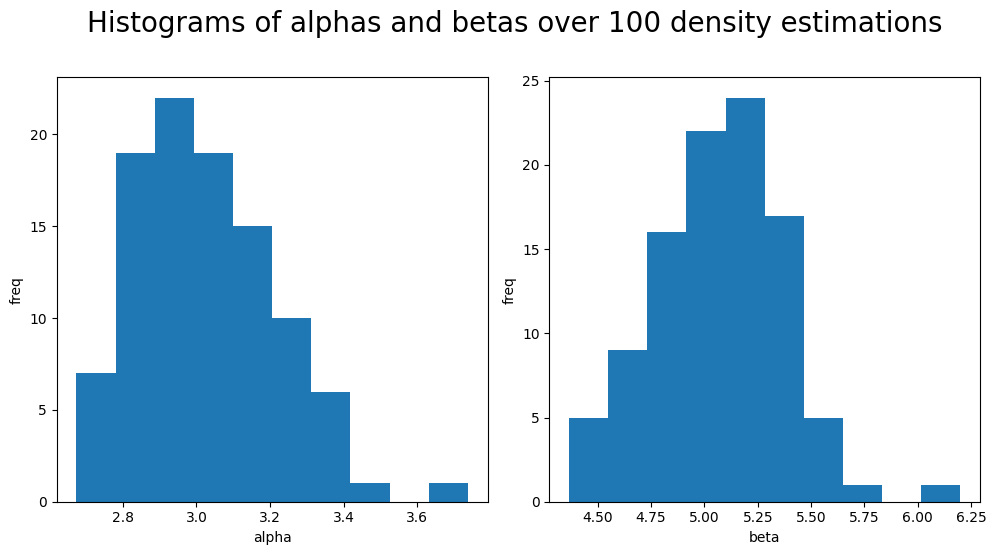 Histograms of alphas and betas over 100 density estimations
freq
20
15
10
5
0
2.8 3.0 3.2 3.4 3.6
alpha
freq
25
20
15
10
5
0
4.50 4.75 5.00 5.25 5.50 5.75 6.00 6.25
beta